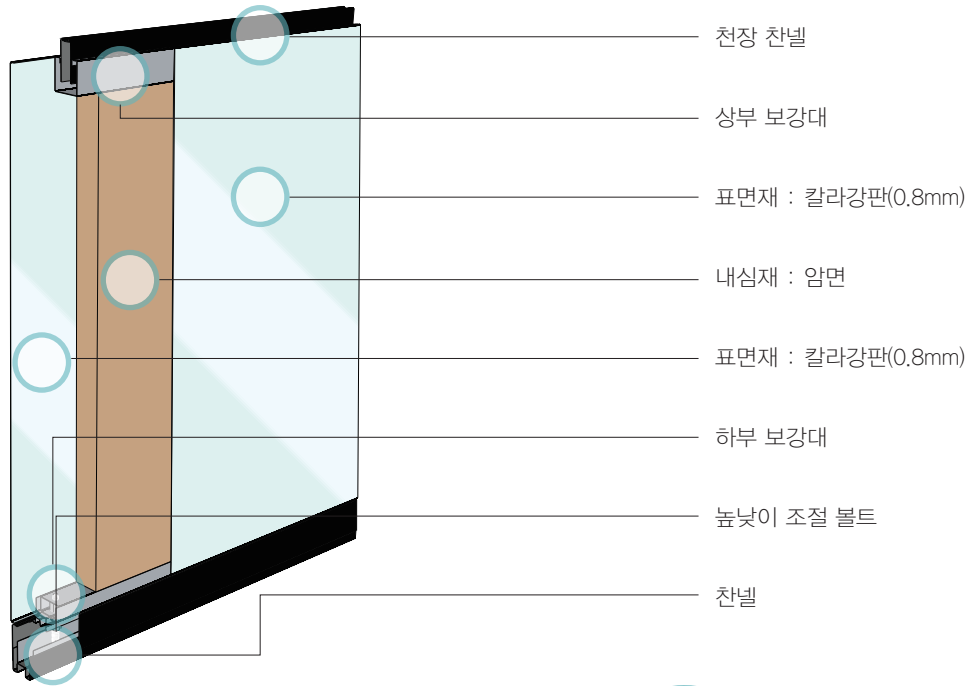 천장 찬넬
상부 보강대
표면재 : 칼라강판(0.8mm)
내심재 : 암면
표면재 : 칼라강판(0.8mm)
하부 보강대
높낮이 조절 볼트
찬넬